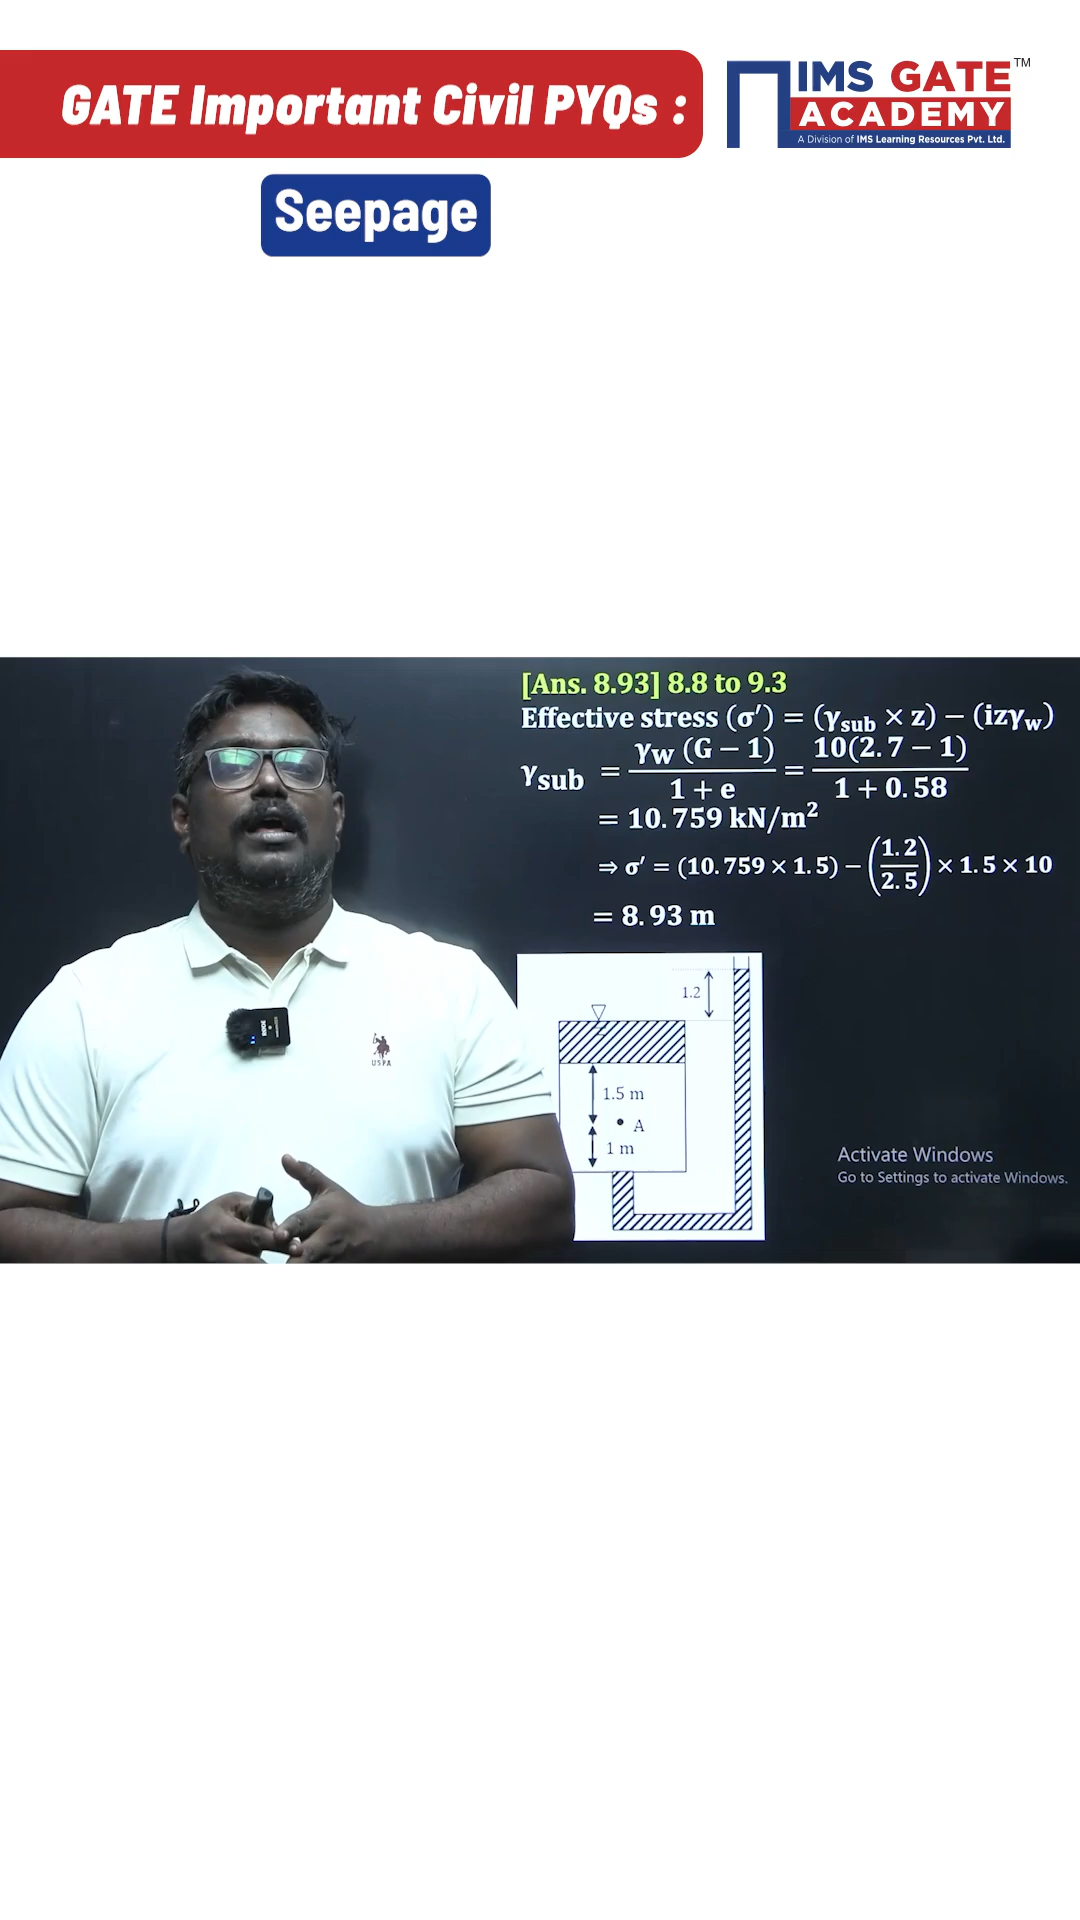 GATE Important Civil PYQs :
IMS GATE TM
ACADEMY
A Division of IMS Learning Resources Pvt. Ltd.
Seepage
[Ans. 8.93] 8.8 to 9.3
Effective stress (σ′) = (γsub × z) − (izγw)
γsub = γw (G − 1) / 1 + e = 10(2.7 − 1) / 1 + 0.58
= 10.759 kN/m²
⇒ σ′ = (10.759 × 1.5) − (1.2 / 2.5) × 1.5 × 10
= 8.93 m
1.2
1.5 m
A
1 m
RODE
USPA
Activate Windows
Go to Settings to activate Windows.